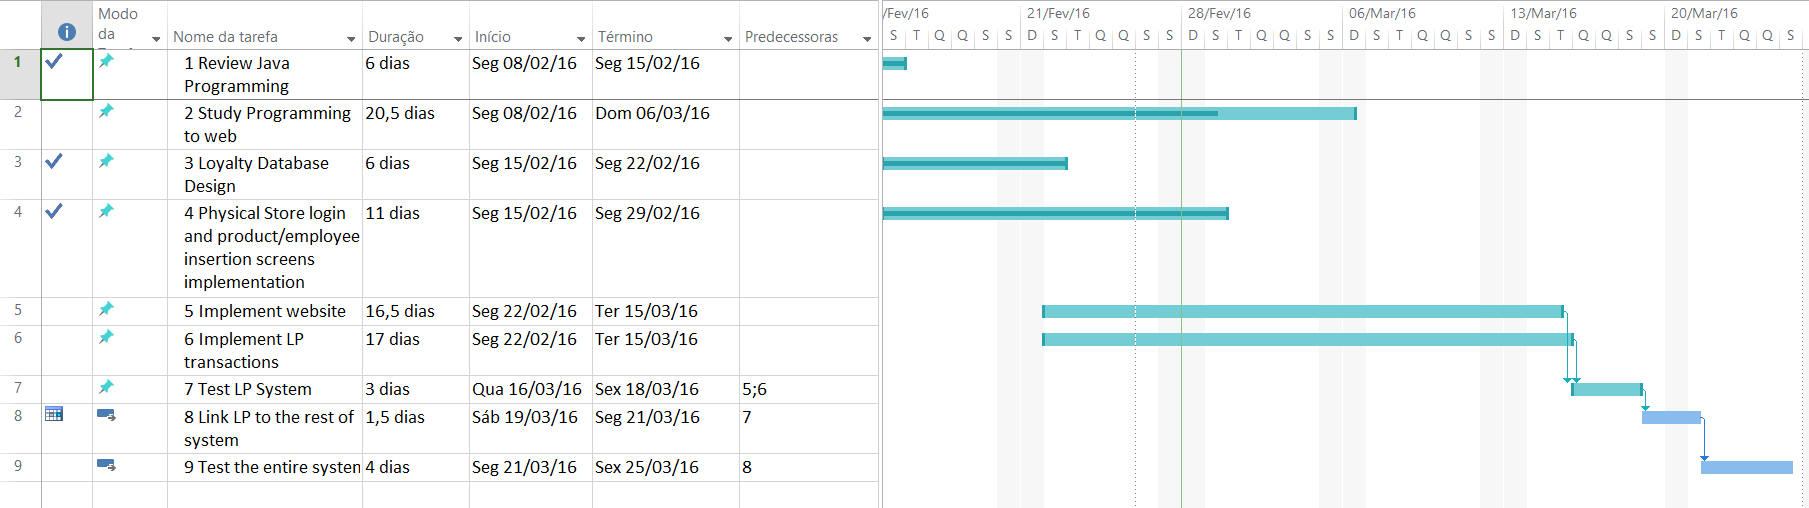 Modo
da
Nome da tarefa Duração Início Término Predecessoras
/Fev/16 21/Fev/16 28/Fev/16 06/Mar/16 13/Mar/16 20/Mar/16
S T Q Q S S D S T Q Q S S D S T Q Q S S D S T Q Q S S D S T Q Q S S D S T Q Q S
1 1 Review Java 6 dias Seg 08/02/16 Seg 15/02/16
Programming
2 2 Study Programming 20,5 dias Seg 08/02/16 Dom 06/03/16
to web
3 3 Loyalty Database 6 dias Seg 15/02/16 Seg 22/02/16
Design
4 4 Physical Store login 11 dias Seg 15/02/16 Seg 29/02/16
and product/employee
insertion screens
implementation
5 5 Implement website 16,5 dias Seg 22/02/16 Ter 15/03/16
6 6 Implement LP 17 dias Seg 22/02/16 Ter 15/03/16
transactions
7 7 Test LP System 3 dias Qua 16/03/16 Sex 18/03/16 5;6
8 8 Link LP to the rest of 1,5 dias Sáb 19/03/16 Seg 21/03/16 7
system
9 9 Test the entire system 4 dias Seg 21/03/16 Sex 25/03/16 8